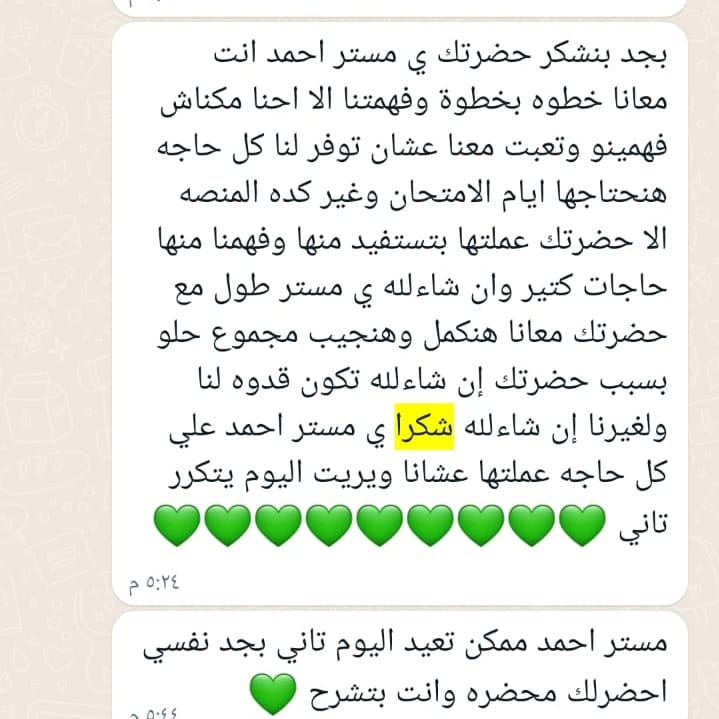 بجد بنشكر حضرتك ي مستر احمد انت
معانا خطوه بخطوة وفهمتنا الا احنا مكناش
فهمينو وتعبت معنا عشان توفر لنا كل حاجه
هنحتاجها ايام الامتحان وغير كده المنصه
الا حضرتك عملتها بتستفيد منها وفهمنا منها
حاجات كتير وان شاءلله ي مستر طول مع
حضرتك معانا هنكمل وهنجيب مجموع حلو
بسبب حضرتك إن شاءلله تكون قدوه لنا
ولغيرنا إن شاءلله شكرا ي مستر احمد علي
كل حاجه عملتها عشانا ويريت اليوم يتكرر
تاني 💚💚💚💚💚💚💚💚💚
٥:٢٤ م
مستر احمد ممكن تعيد اليوم تاني بجد نفسي
احضرلك محضره وانت بتشرح 💚